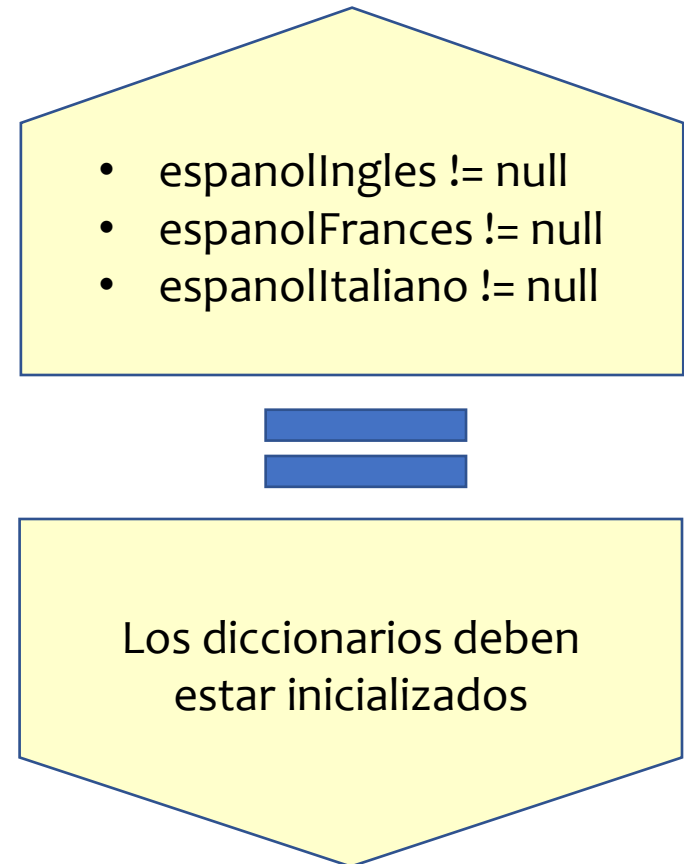 • espanolIngles != null
• espanolFrances != null
• espanolItaliano != null
Los diccionarios deben
estar inicializados